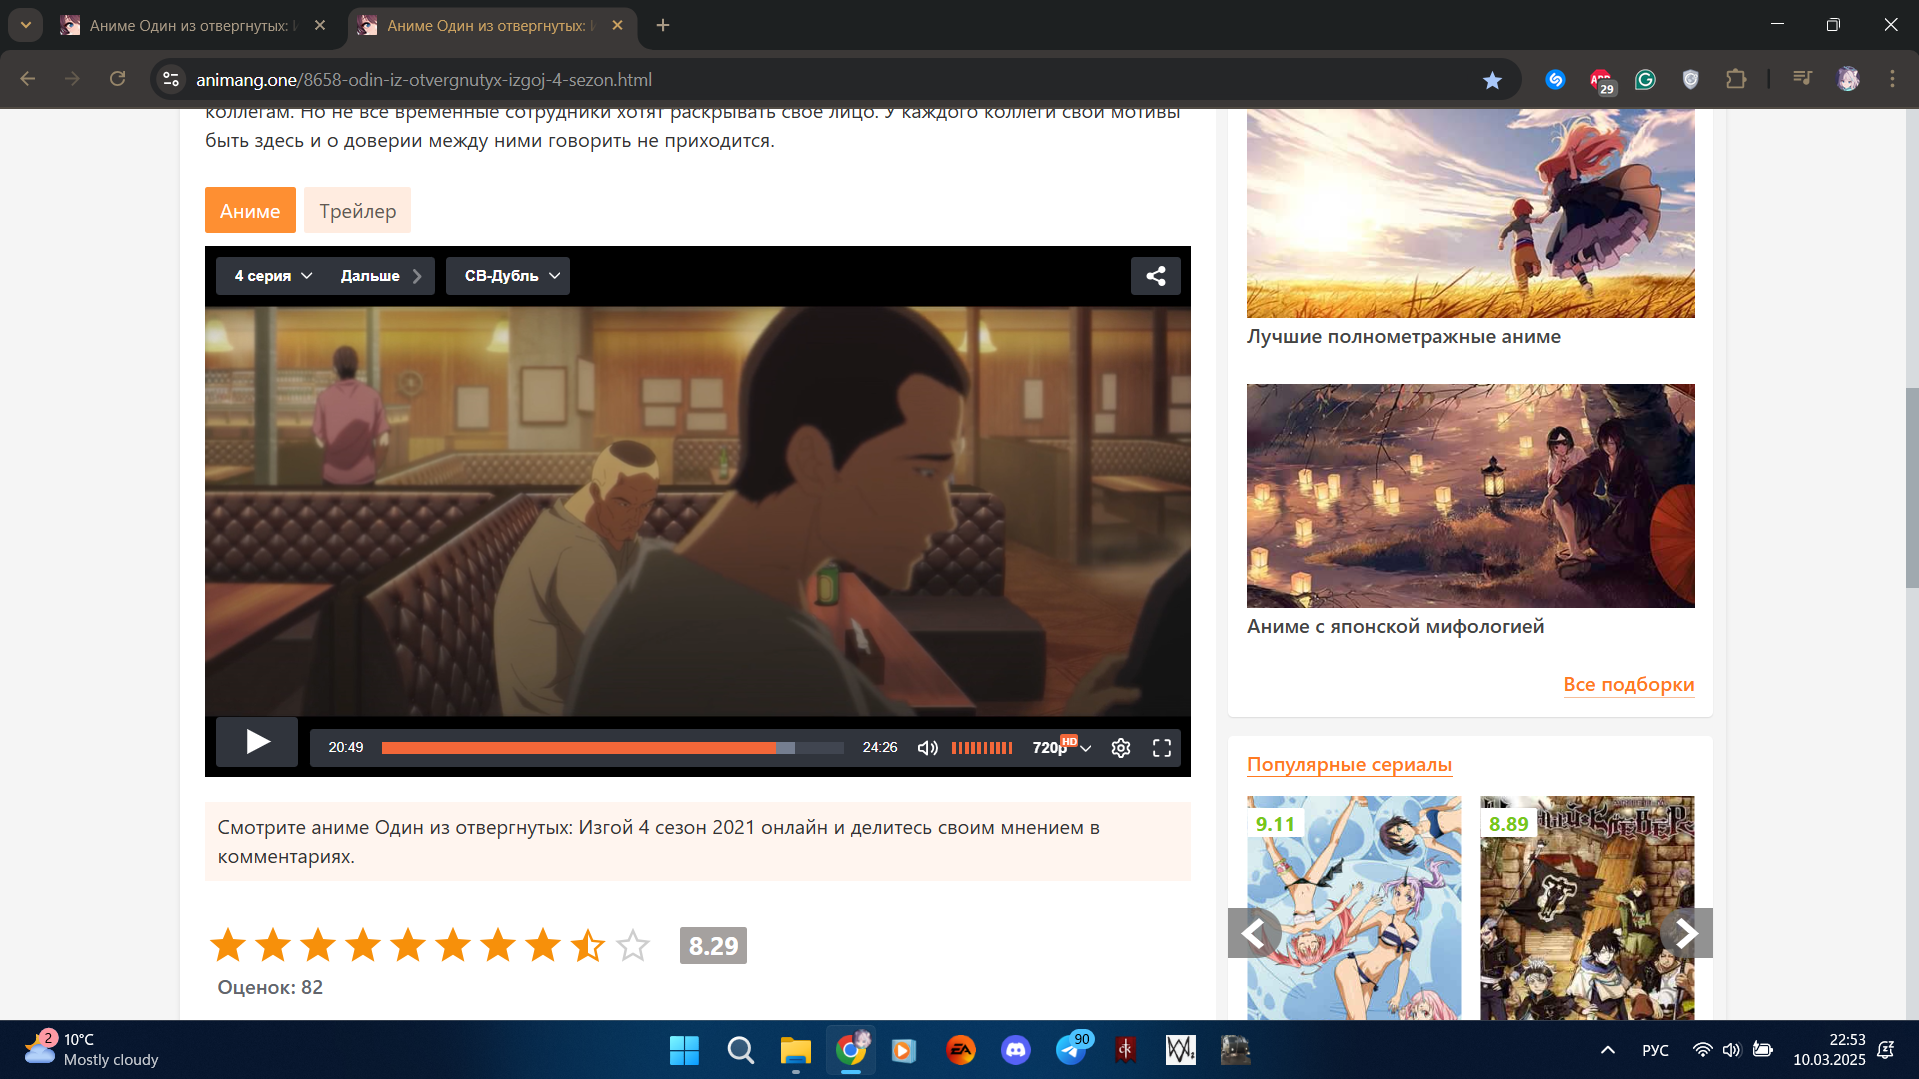 Аниме Один из отвергнутых: И
Аниме Один из отвергнутых: И
animang.one/8658-odin-iz-otvergnutyx-izgoj-4-sezon.html
29
коллегам. Но не все временные сотрудники хотят раскрывать свое лицо. У каждого коллеги свои мотивы
быть здесь и о доверии между ними говорить не приходится.
Аниме
Трейлер
4 серия
Дальше
СВ-Дубль
20:49
24:26
720p
HD
Смотрите аниме Один из отвергнутых: Изгой 4 сезон 2021 онлайн и делитесь своим мнением в
комментариях.
8.29
Оценок: 82
Лучшие полнометражные аниме
Аниме с японской мифологией
Все подборки
Популярные сериалы
9.11
8.89
2
10°C
Mostly cloudy
EA
90
РУС
22:53
10.03.2025